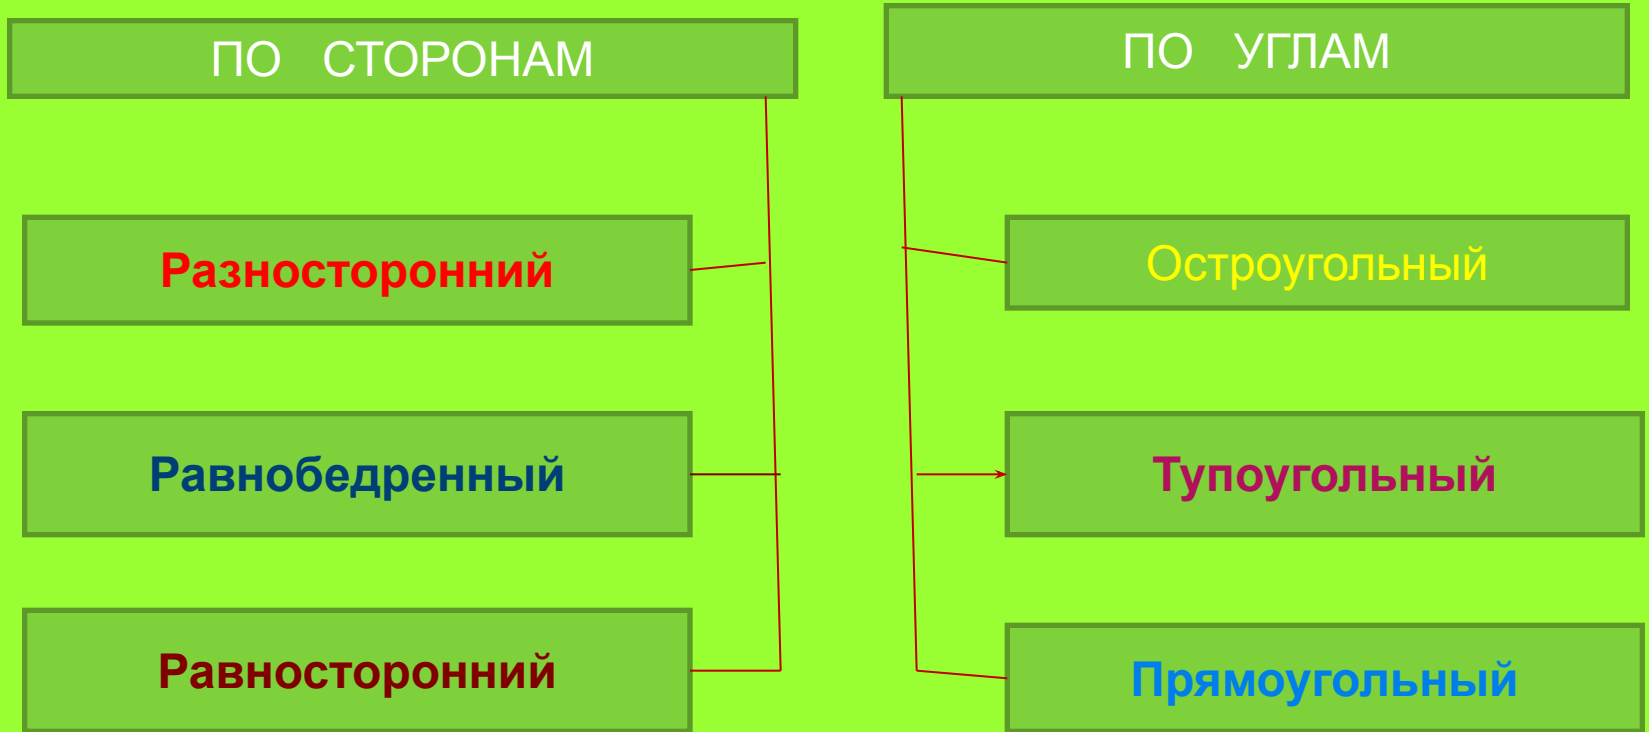 ПО СТОРОНАМ
Разносторонний
Равнобедренный
Равносторонний
ПО УГЛАМ
Остроугольный
Тупоугольный
Прямоугольный